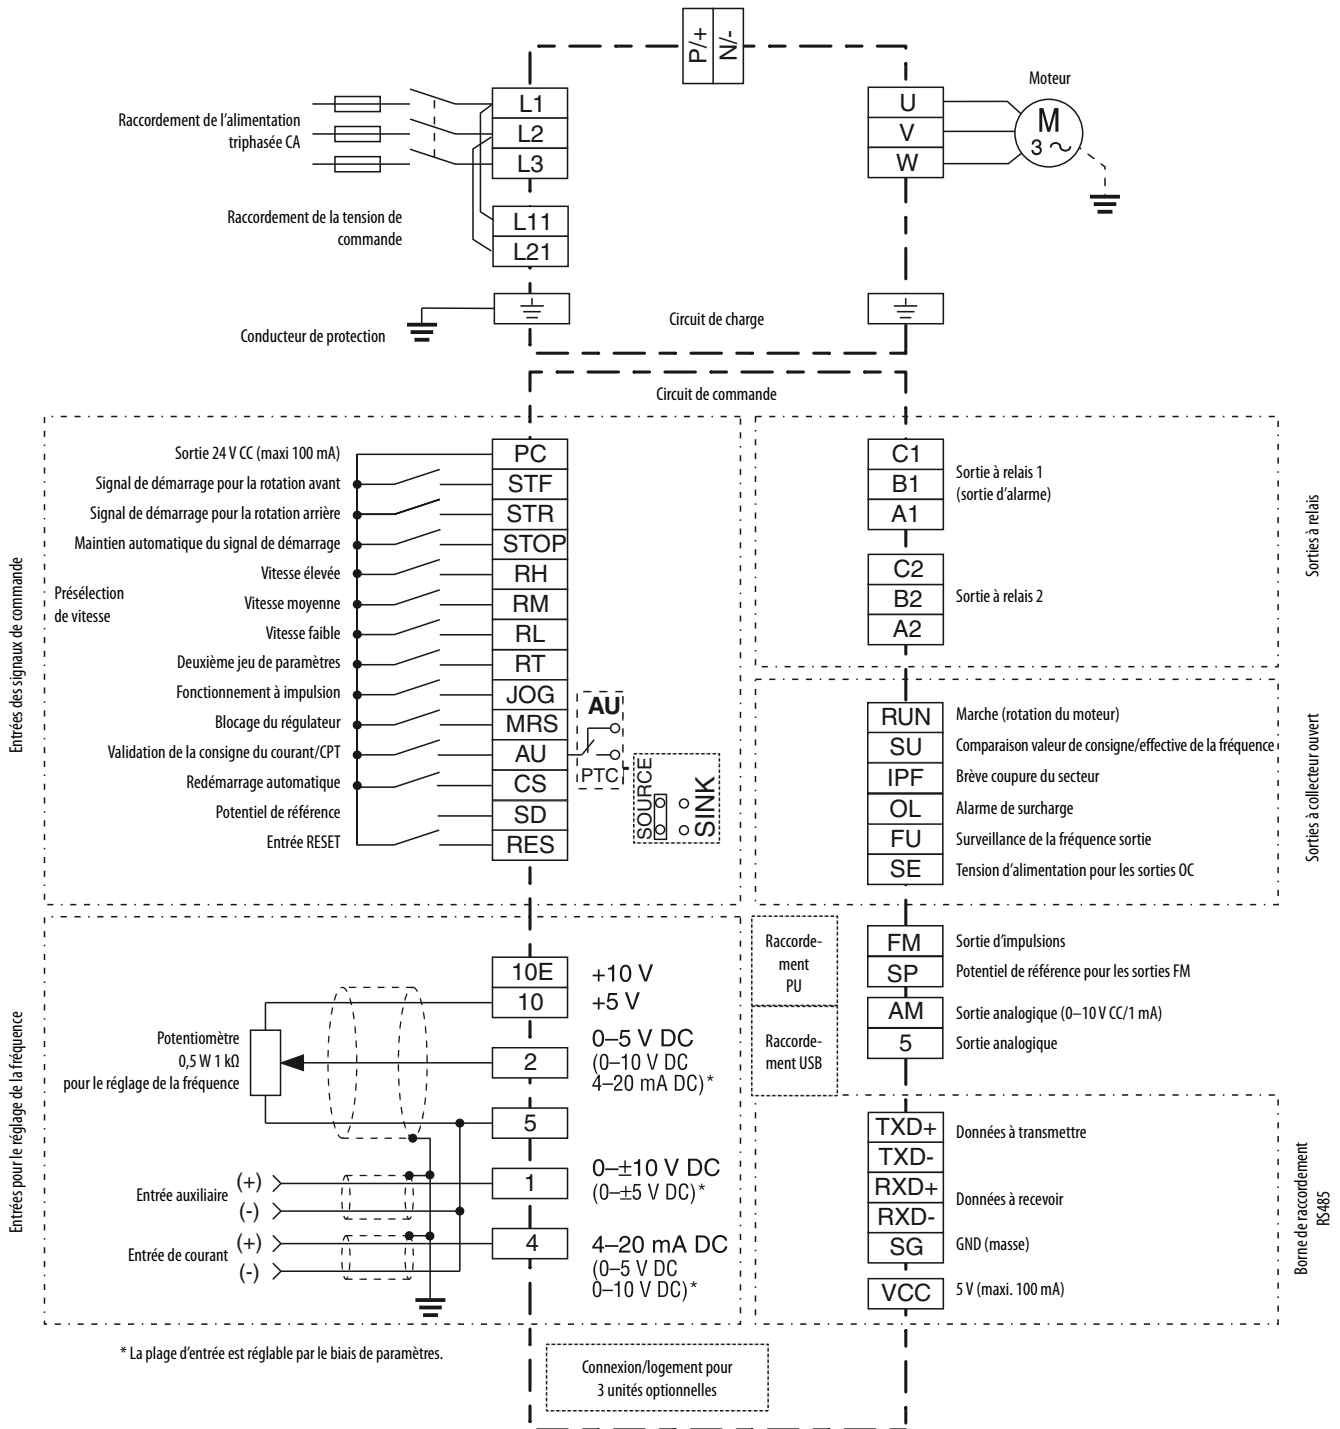 P/+
N/-
Moteur
L1
L2
L3
U
V
W
M
3
Raccordement de l'alimentation
triphasée CA
L11
L21
Raccordement de la tension de
commande
Conducteur de protection
Circuit de charge
Circuit de commande
Entrées des signaux de commande
Présélection
de vitesse
Sortie 24 V CC (maxi 100 mA)
PC
Signal de démarrage pour la rotation avant
STF
Signal de démarrage pour la rotation arrière
STR
Maintien automatique du signal de démarrage
STOP
Vitesse élevée
RH
Vitesse moyenne
RM
Vitesse faible
RL
Deuxième jeu de paramètres
RT
Fonctionnement à impulsion
JOG
Blocage du régulateur
MRS
Validation de la consigne du courant/CPT
AU
Redémarrage automatique
CS
Potentiel de référence
SD
Entrée RESET
RES
AU
PTC
SOURCE
SINK
C1
B1
A1
Sortie à relais 1
(sortie d'alarme)
C2
B2
A2
Sortie à relais 2
Sorties à relais
RUN
Marche (rotation du moteur)
SU
Comparaison valeur de consigne/effective de la fréquence
IPF
Brève coupure du secteur
OL
Alarme de surcharge
FU
Surveillance de la fréquence sortie
SE
Tension d'alimentation pour les sorties OC
Sorties à collecteur ouvert
Entrées pour le réglage de la fréquence
10E
+10 V
10
+5 V
Potentiomètre
0,5 W 1 kΩ
pour le réglage de la fréquence
2
0–5 V DC
(0–10 V DC
4–20 mA DC)*
5
Entrée auxiliaire
(+)
(-)
1
0–±10 V DC
(0–±5 V DC)*
Entrée de courant
(+)
(-)
4
4–20 mA DC
(0–5 V DC
0–10 V DC)*
Raccorde-
ment
PU
Raccorde-
ment USB
FM
Sortie d'impulsions
SP
Potentiel de référence pour les sorties FM
AM
Sortie analogique (0–10 V CC/1 mA)
5
Sortie analogique
TXD+
TXD-
Données à transmettre
RXD+
RXD-
Données à recevoir
SG
GND (masse)
VCC
5 V (maxi. 100 mA)
Borne de raccordement
RS485
* La plage d'entrée est réglable par le biais de paramètres.
Connexion/logement pour
3 unités optionnelles